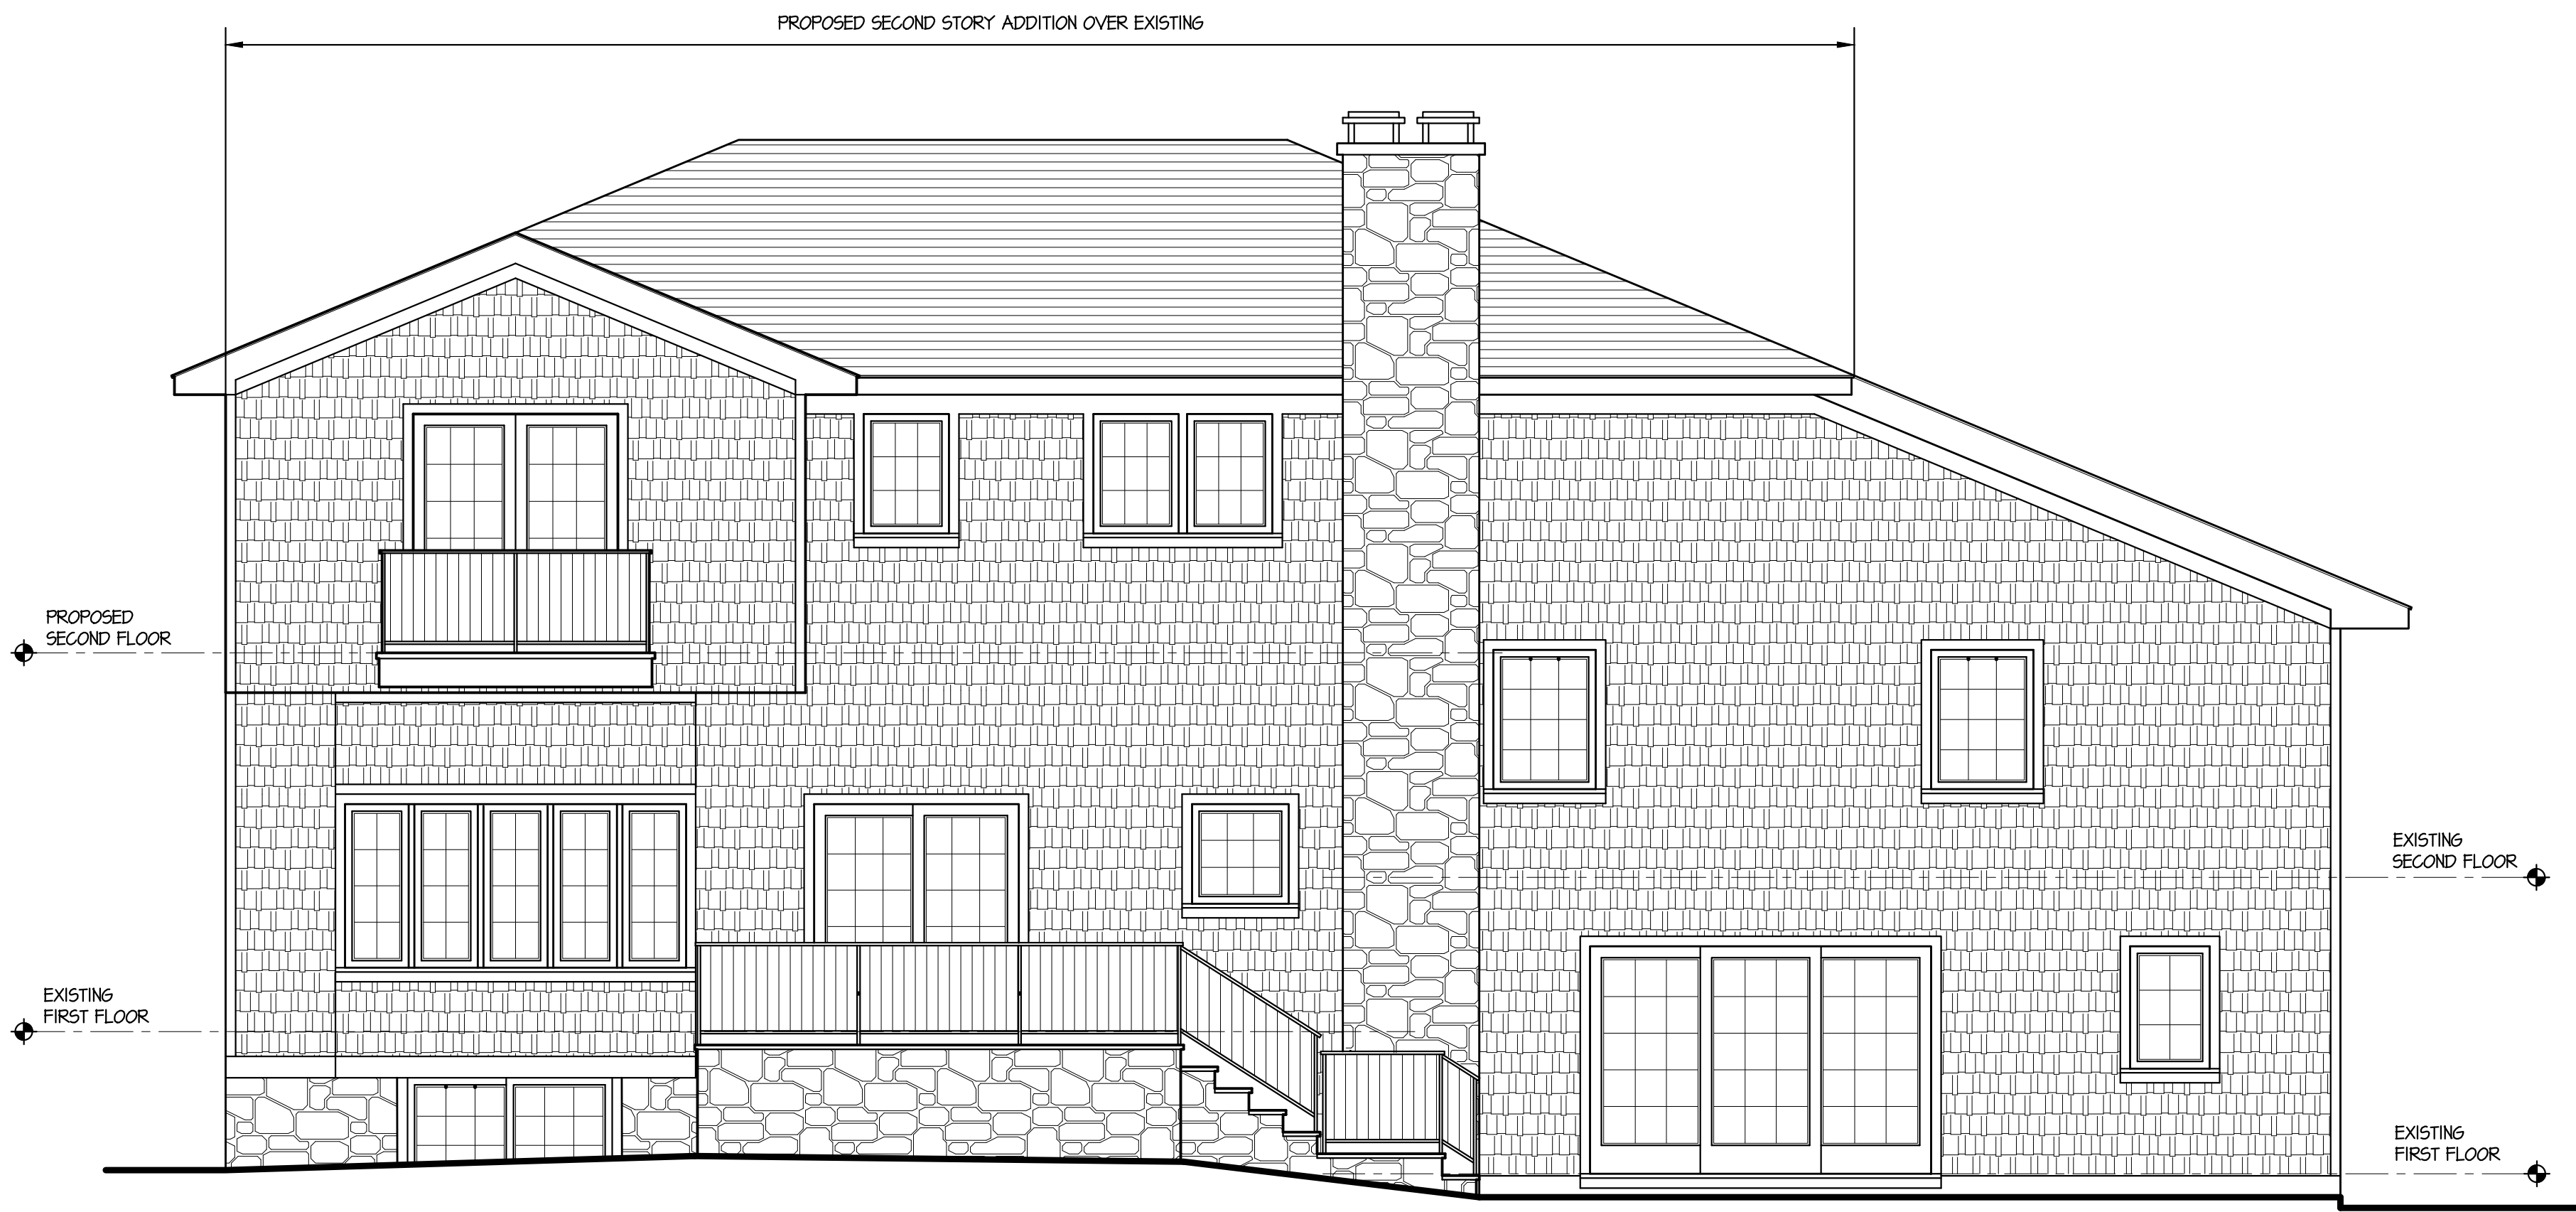 PROPOSED SECOND STORY ADDITION OVER EXISTING
PROPOSED
SECOND FLOOR
EXISTING
SECOND FLOOR
EXISTING
FIRST FLOOR
EXISTING
FIRST FLOOR